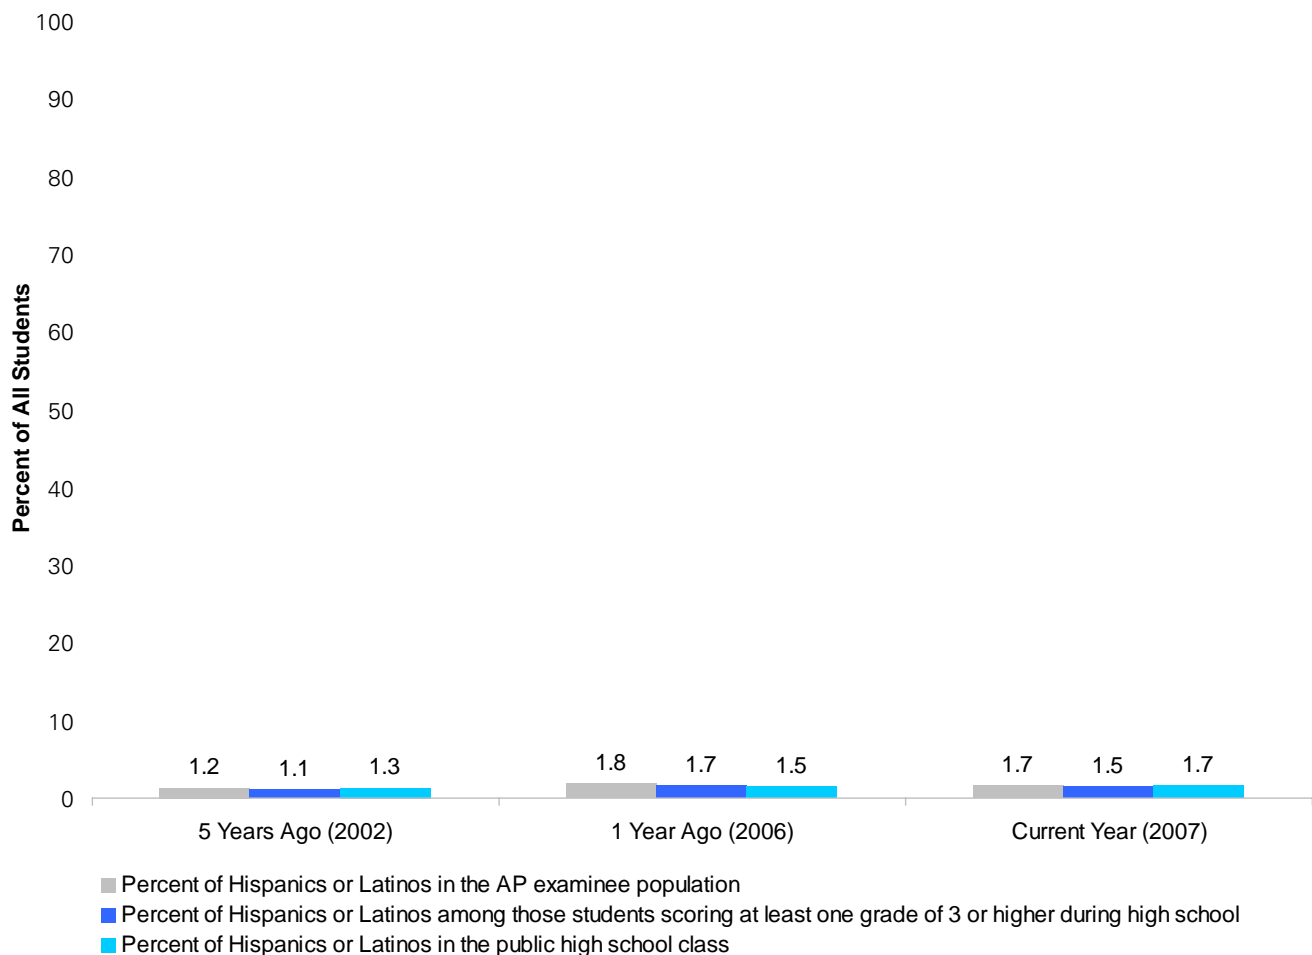 100
90
80
70
60
50
40
30
20
10
0
Percent of All Students
1.2
1.1
1.3
1.8
1.7
1.5
1.7
1.5
1.7
5 Years Ago (2002)
1 Year Ago (2006)
Current Year (2007)
Percent of Hispanics or Latinos in the AP examinee population
Percent of Hispanics or Latinos among those students scoring at least one grade of 3 or higher during high school
Percent of Hispanics or Latinos in the public high school class